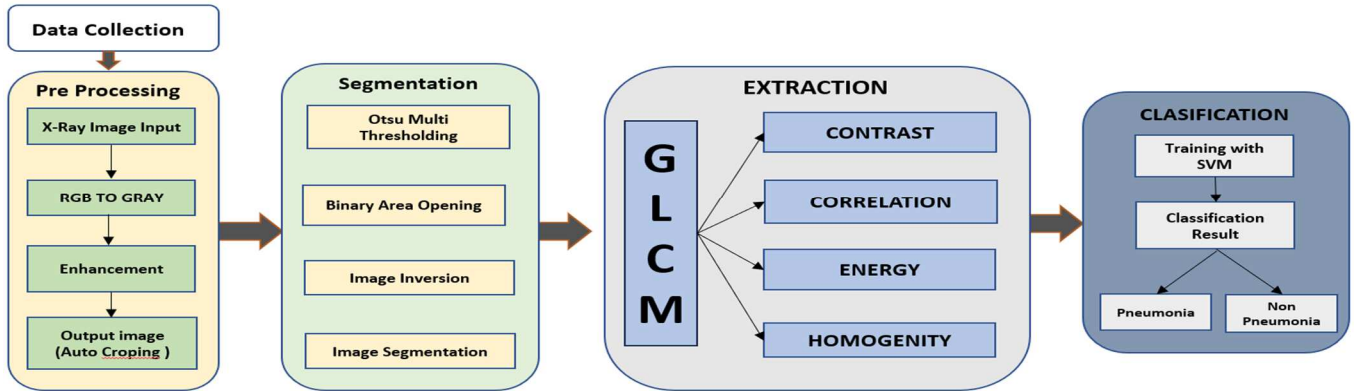 Data Collection
Pre Processing
X-Ray Image Input
RGB TO GRAY
Enhancement
Output image
(Auto Croping )
Segmentation
Otsu Multi
Thresholding
Binary Area Opening
Image Inversion
Image Segmentation
EXTRACTION
G
L
C
M
CONTRAST
CORRELATION
ENERGY
HOMOGENITY
CLASIFICATION
Training with
SVM
Classification
Result
Pneumonia
Non
Pneumonia